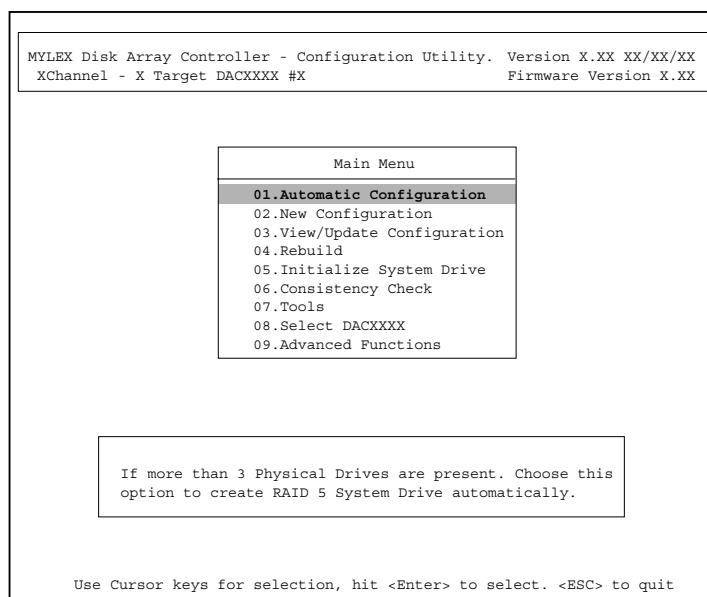 MYLEX Disk Array Controller - Configuration Utility. Version X.XX XX/XX/XX
XChannel - X Target DACXXXX #X Firmware Version X.XX
Main Menu
01.Automatic Configuration
02.New Configuration
03.View/Update Configuration
04.Rebuild
05.Initialize System Drive
06.Consistency Check
07.Tools
08.Select DACXXXX
09.Advanced Functions
If more than 3 Physical Drives are present. Choose this
option to create RAID 5 System Drive automatically.
Use Cursor keys for selection, hit <Enter> to select. <ESC> to quit